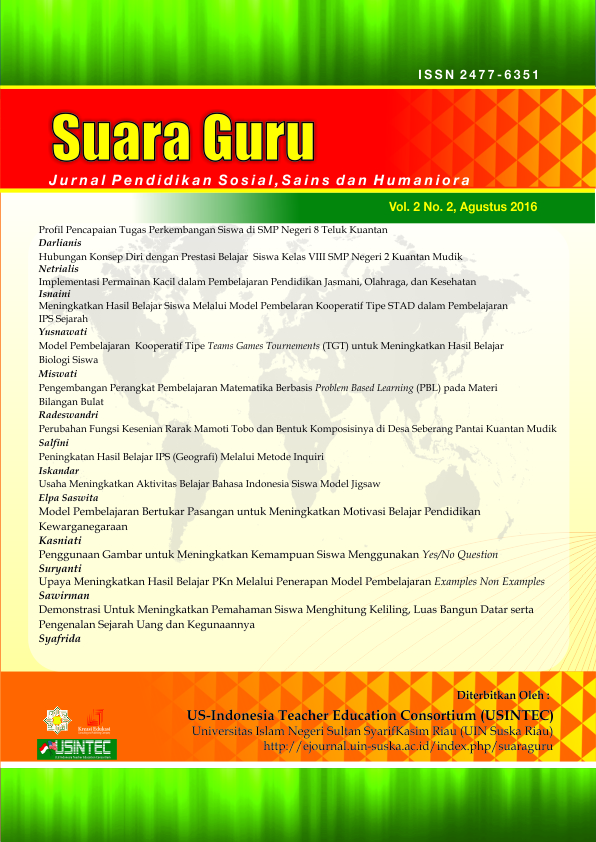 ISSN 2477-6351
Suara Guru
Jurnal Pendidikan Sosial, Sains dan Humaniora
Vol. 2 No. 2, Agustus 2016
Profil Pencapaian Tugas Perkembangan Siswa di SMP Negeri 8 Teluk Kuantan
Darlianis
Hubungan Konsep Diri dengan Prestasi Belajar Siswa Kelas VIII SMP Negeri 2 Kuantan Mudik
Netrialis
Implementasi Permainan Kacil dalam Pembelajaran Pendidikan Jasmani, Olahraga, dan Kesehatan
Isnaini
Meningkatkan Hasil Belajar Siswa Melalui Model Pembelaran Kooperatif Tipe STAD dalam Pembelajaran
IPS Sejarah
Yusnawati
Model Pembelajaran Kooperatif Tipe Teams Games Tournements (TGT) untuk Meningkatkan Hasil Belajar
Biologi Siswa
Miswati
Pengembangan Perangkat Pembelajaran Matematika Berbasis Problem Based Learning (PBL) pada Materi
Bilangan Bulat
Radeswandri
Perubahan Fungsi Kesenian Rarak Mamoti Tobo dan Bentuk Komposisinya di Desa Seberang Pantai Kuantan Mudik
Salfini
Peningkatan Hasil Belajar IPS (Geografi) Melalui Metode Inquiri
Iskandar
Usaha Meningkatkan Aktivitas Belajar Bahasa Indonesia Siswa Model Jigsaw
Elpa Saswita
Model Pembelajaran Bertukar Pasangan untuk Meningkatkan Motivasi Belajar Pendidikan
Kewarganegaraan
Kasniati
Penggunaan Gambar untuk Meningkatkan Kemampuan Siswa Menggunakan Yes/No Question
Suryanti
Upaya Meningkatkan Hasil Belajar PKn Melalui Penerapan Model Pembelajaran Examples Non Examples
Sawirman
Demonstrasi Untuk Meningkatkan Pemahaman Siswa Menghitung Keliling, Luas Bangun Datar serta
Pengenalan Sejarah Uang dan Kegunaannya
Syafrida
Diterbitkan Oleh :
US-Indonesia Teacher Education Consortium (USINTEC)
Universitas Islam Negeri Sultan SyarifKasim Riau (UIN Suska Riau)
http://ejournal.uin-suska.ac.id/index.php/suaraguru
Kreasi Edukasi
USINTEC